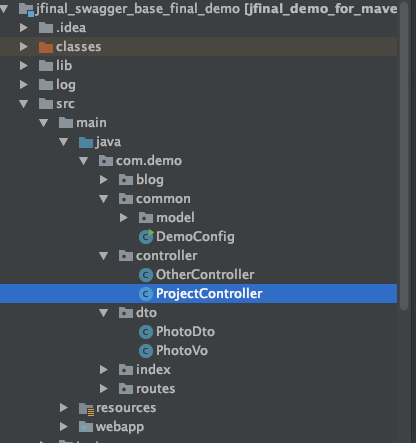 jfinal_swagger_base_final_demo [jfinal_demo_for_mave
.idea
classes
lib
log
src
main
java
com.demo
blog
common
model
DemoConfig
controller
OtherController
ProjectController
dto
PhotoDto
PhotoVo
index
routes
resources
webapp